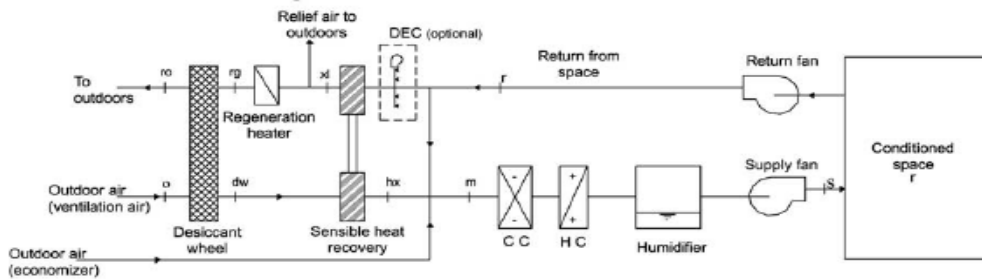 Relief air to
outdoors
DEC (optional)
Return from
space
Return fan
ro
rg
xl
r
To
outdoors
Regeneration
heater
Conditioned
space
r
Outdoor air
(ventilation air)
o
dw
hx
m
Supply fan
S
Desiccant
wheel
Sensible heat
recovery
C C
H C
Humidifier
Outdoor air
(economizer)